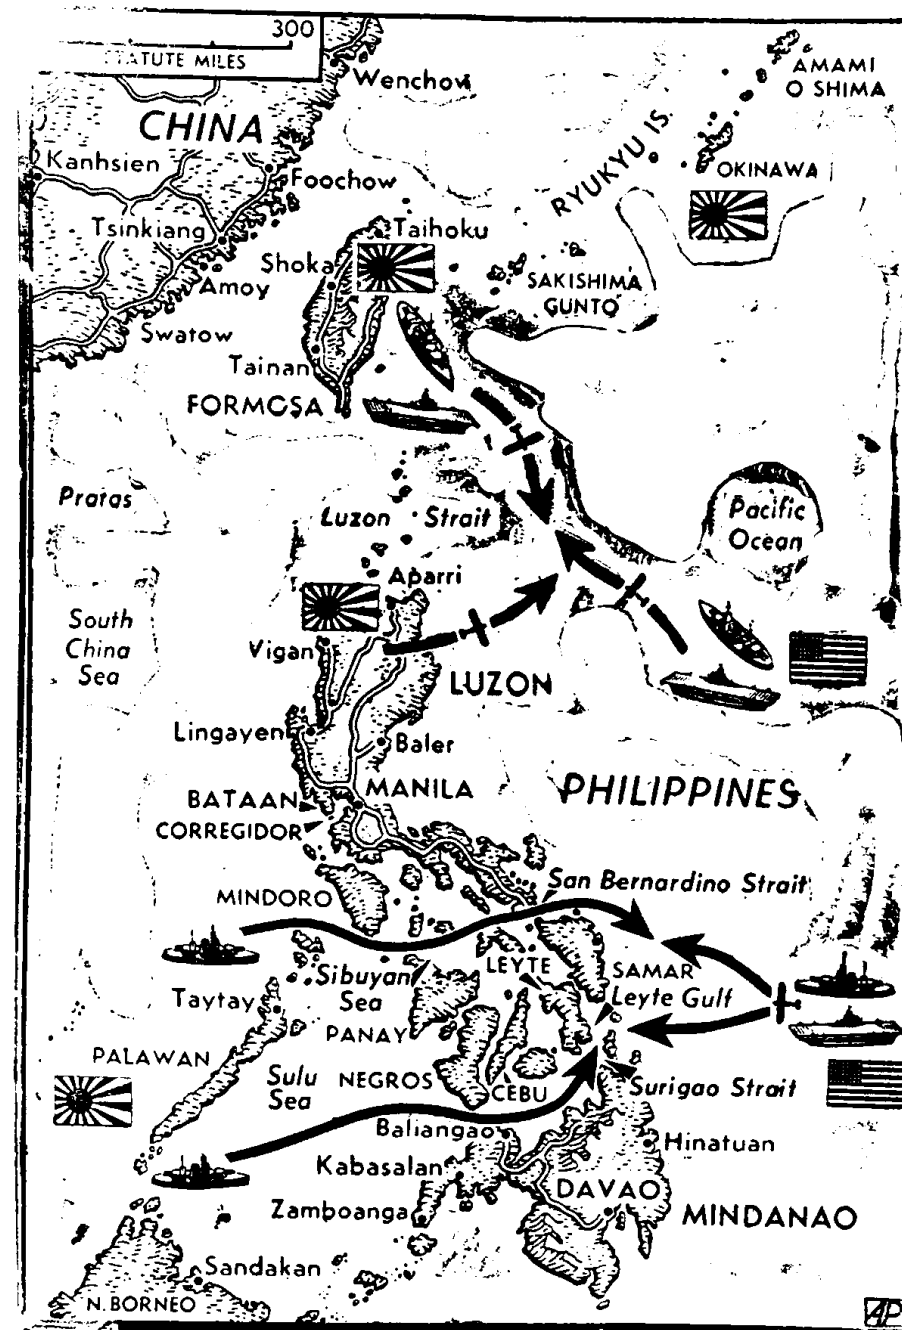 300
STATUTE MILES
Wenchow
AMAMI
O SHIMA
CHINA
RYUKYU IS.
Kanhsien
Foochow
OKINAWA
Tsinkiang
Taihoku
Shoka
Amoy
SAKISHIMA
GUNTO
Swatow
Tainan
FORMOSA
Pratas
Luzon Strait
Pacific
Ocean
Aparri
South
China
Sea
Vigan
LUZON
Lingayen
Baler
MANILA
PHILIPPINES
BATAAN
CORREGIDOR
San Bernardino Strait
MINDORO
LEYTE
SAMAR
Sibuyan
Sea
Leyte Gulf
Taytay
PANAY
PALAWAN
Sulu
Sea
NEGROS
CEBU
Surigao Strait
Baliangao
Hinatuan
Kabasalan
DAVAO
Zamboanga
MINDANAO
Sandakan
N. BORNEO
AP